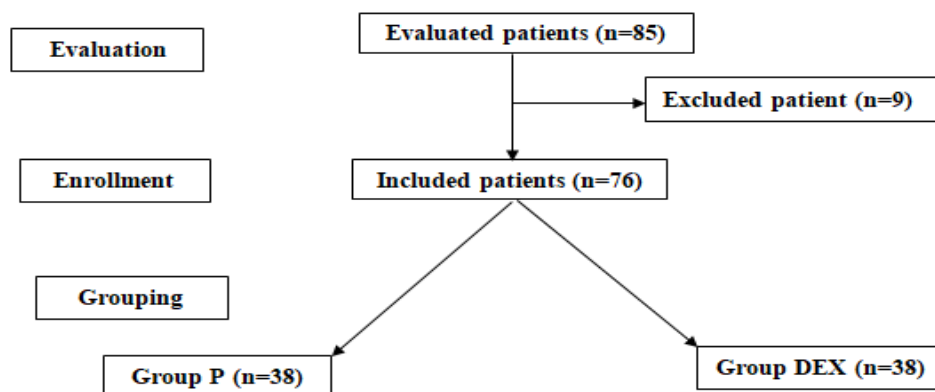 Evaluation
Evaluated patients (n=85)
Excluded patient (n=9)
Enrollment
Included patients (n=76)
Grouping
Group P (n=38)
Group DEX (n=38)